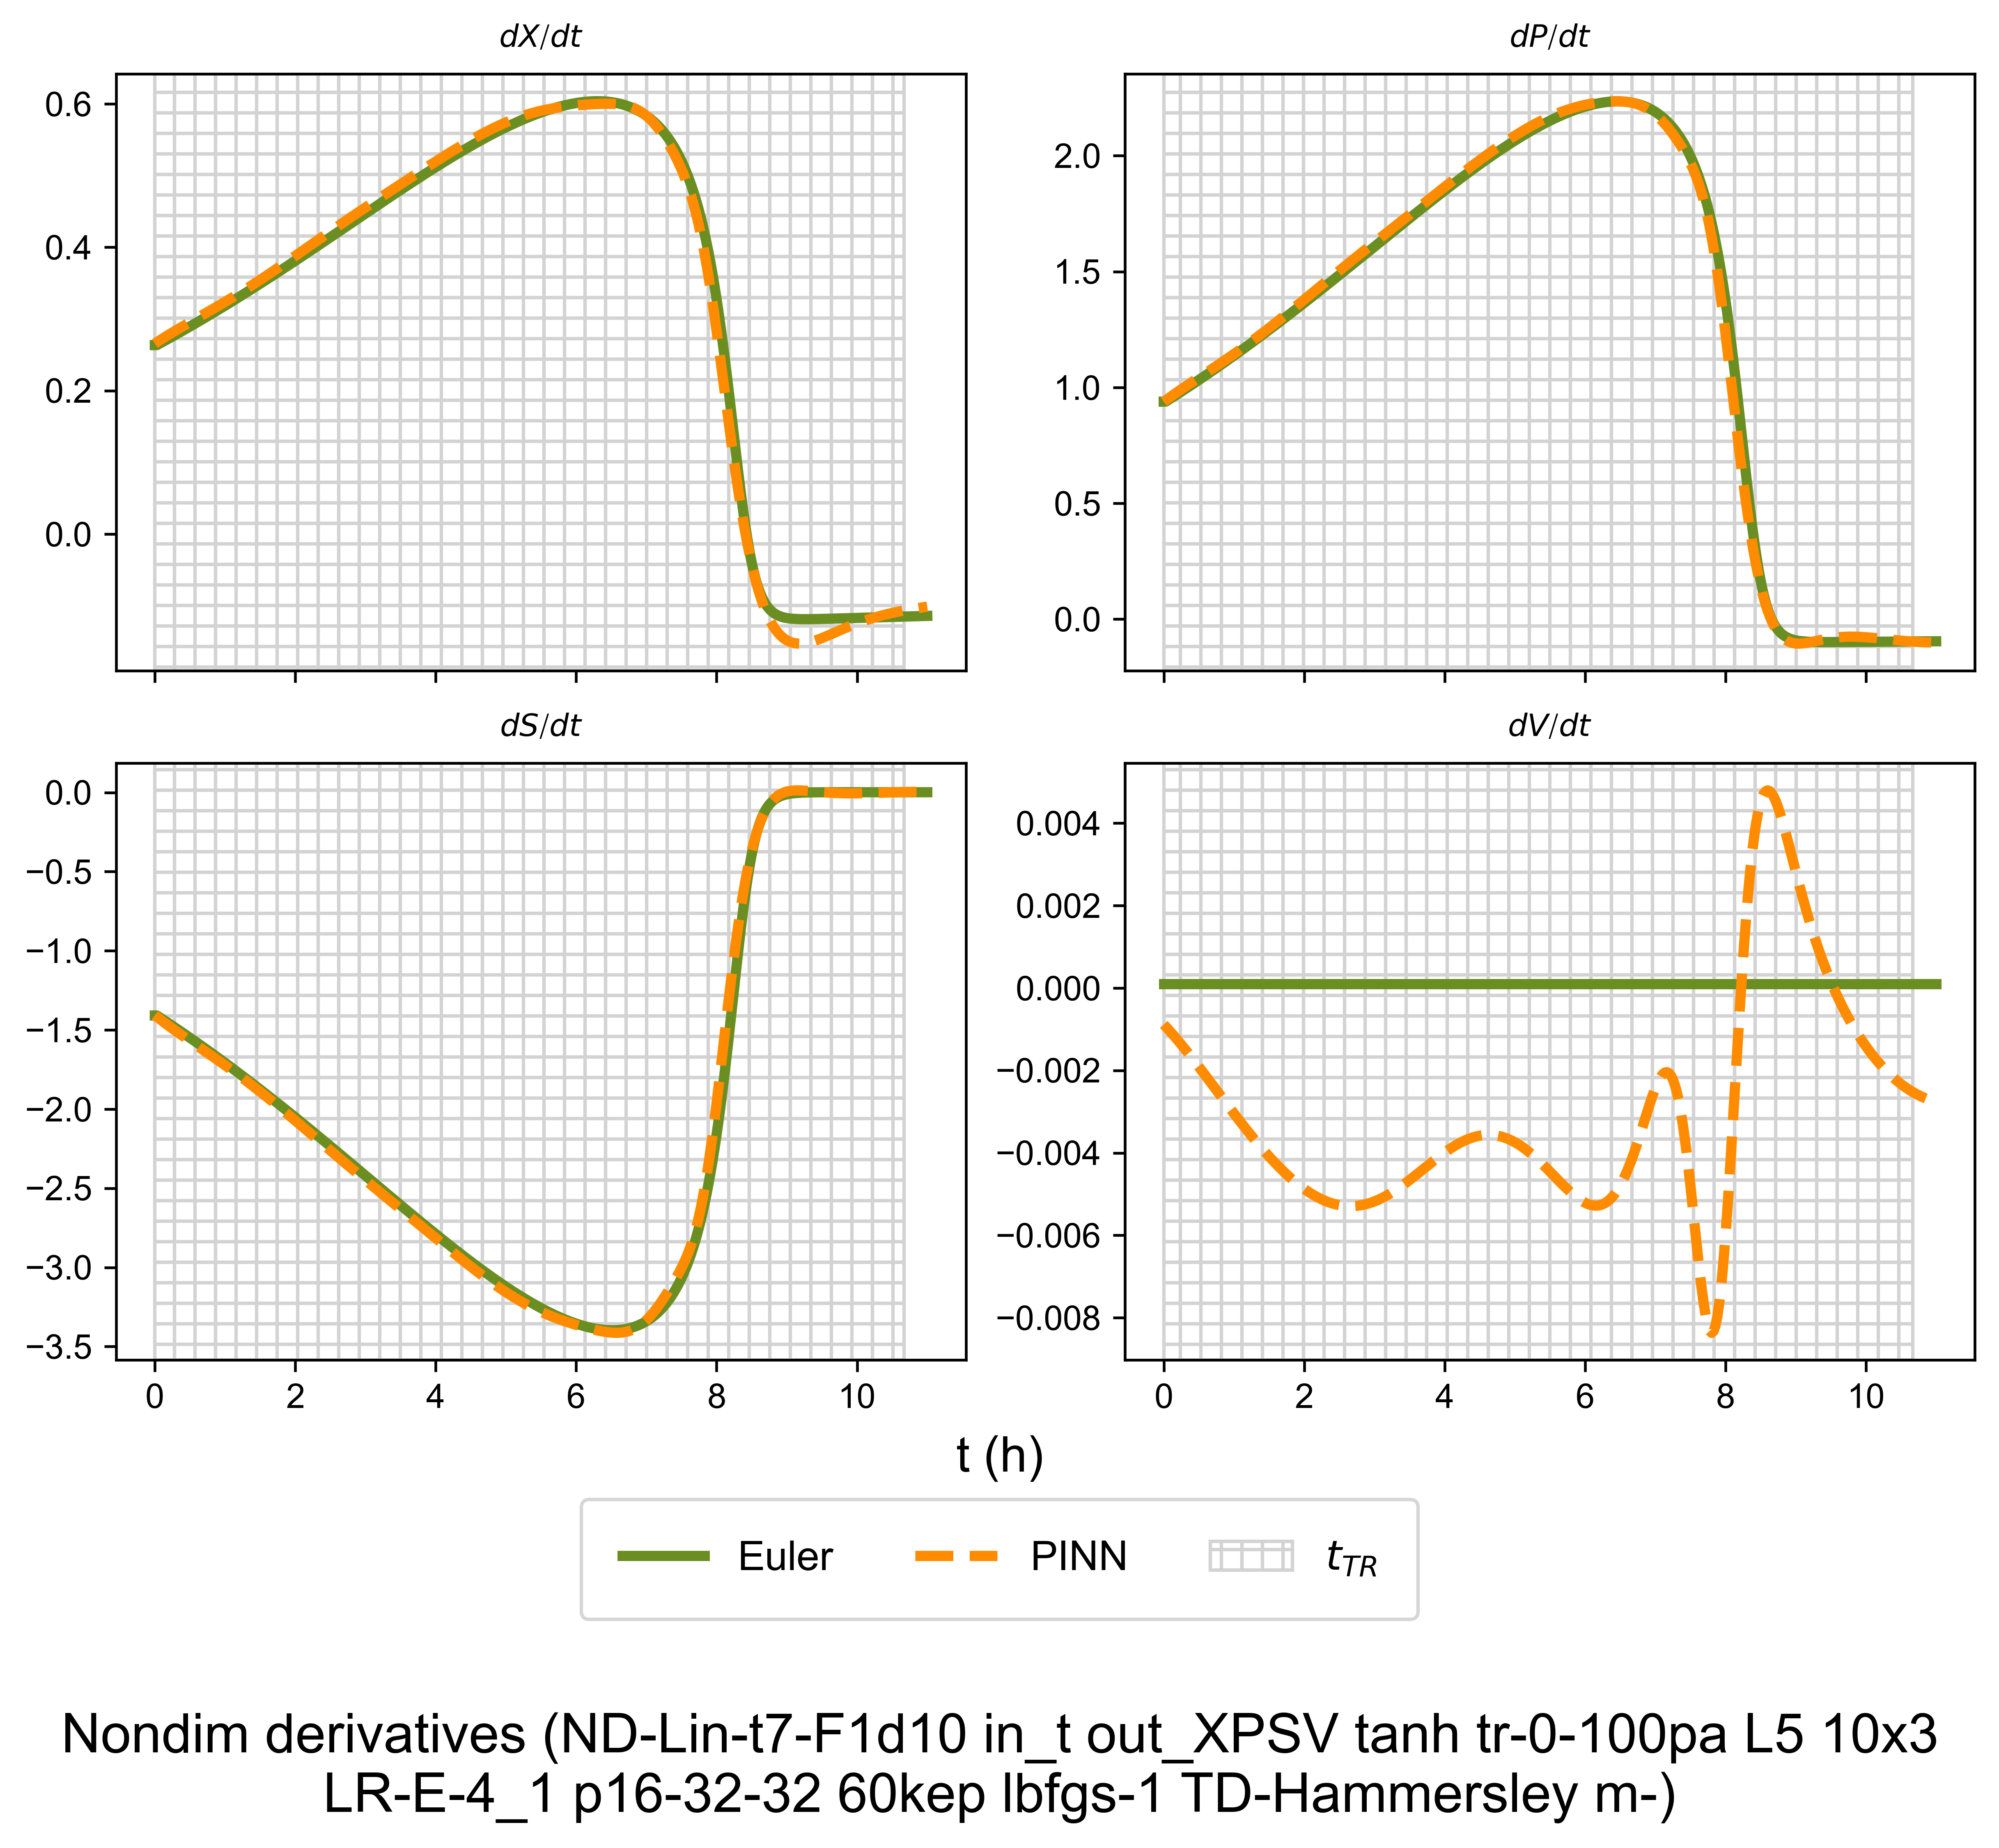 dX/dt
dP/dt
0.6
0.4
0.2
0.0
2.0
1.5
1.0
0.5
0.0
dS/dt
dV/dt
0.0
−0.5
−1.0
−1.5
−2.0
−2.5
−3.0
−3.5
0.004
0.002
0.000
−0.002
−0.004
−0.006
−0.008
0 2 4 6 8 10
0 2 4 6 8 10
t (h)
Euler PINN t_TR
Nondim derivatives (ND-Lin-t7-F1d10 in_t out_XPSV tanh tr-0-100pa L5 10x3
LR-E-4_1 p16-32-32 60kep lbfgs-1 TD-Hammersley m-)